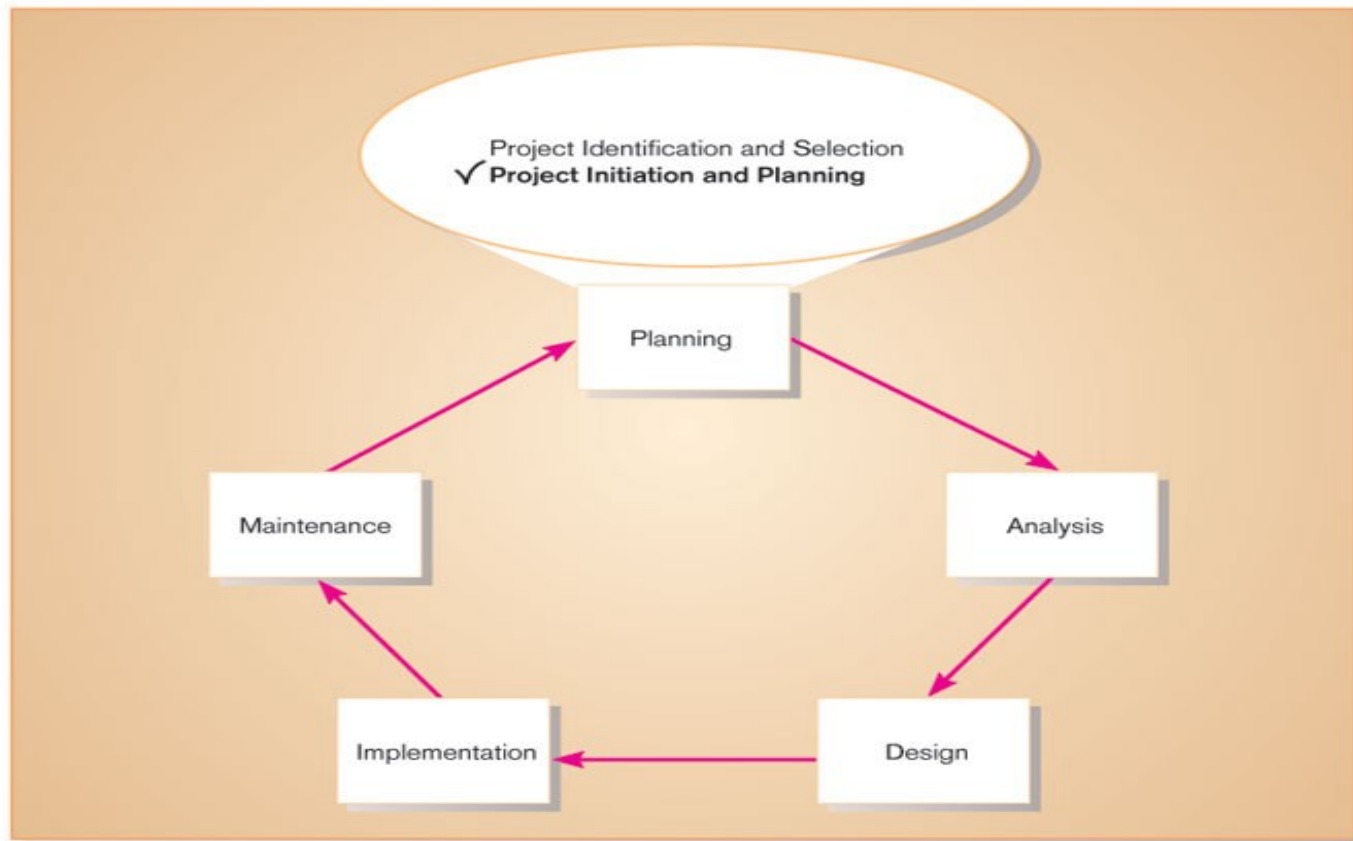 Project Identification and Selection
✓ Project Initiation and Planning
Planning
Maintenance
Analysis
Implementation
Design